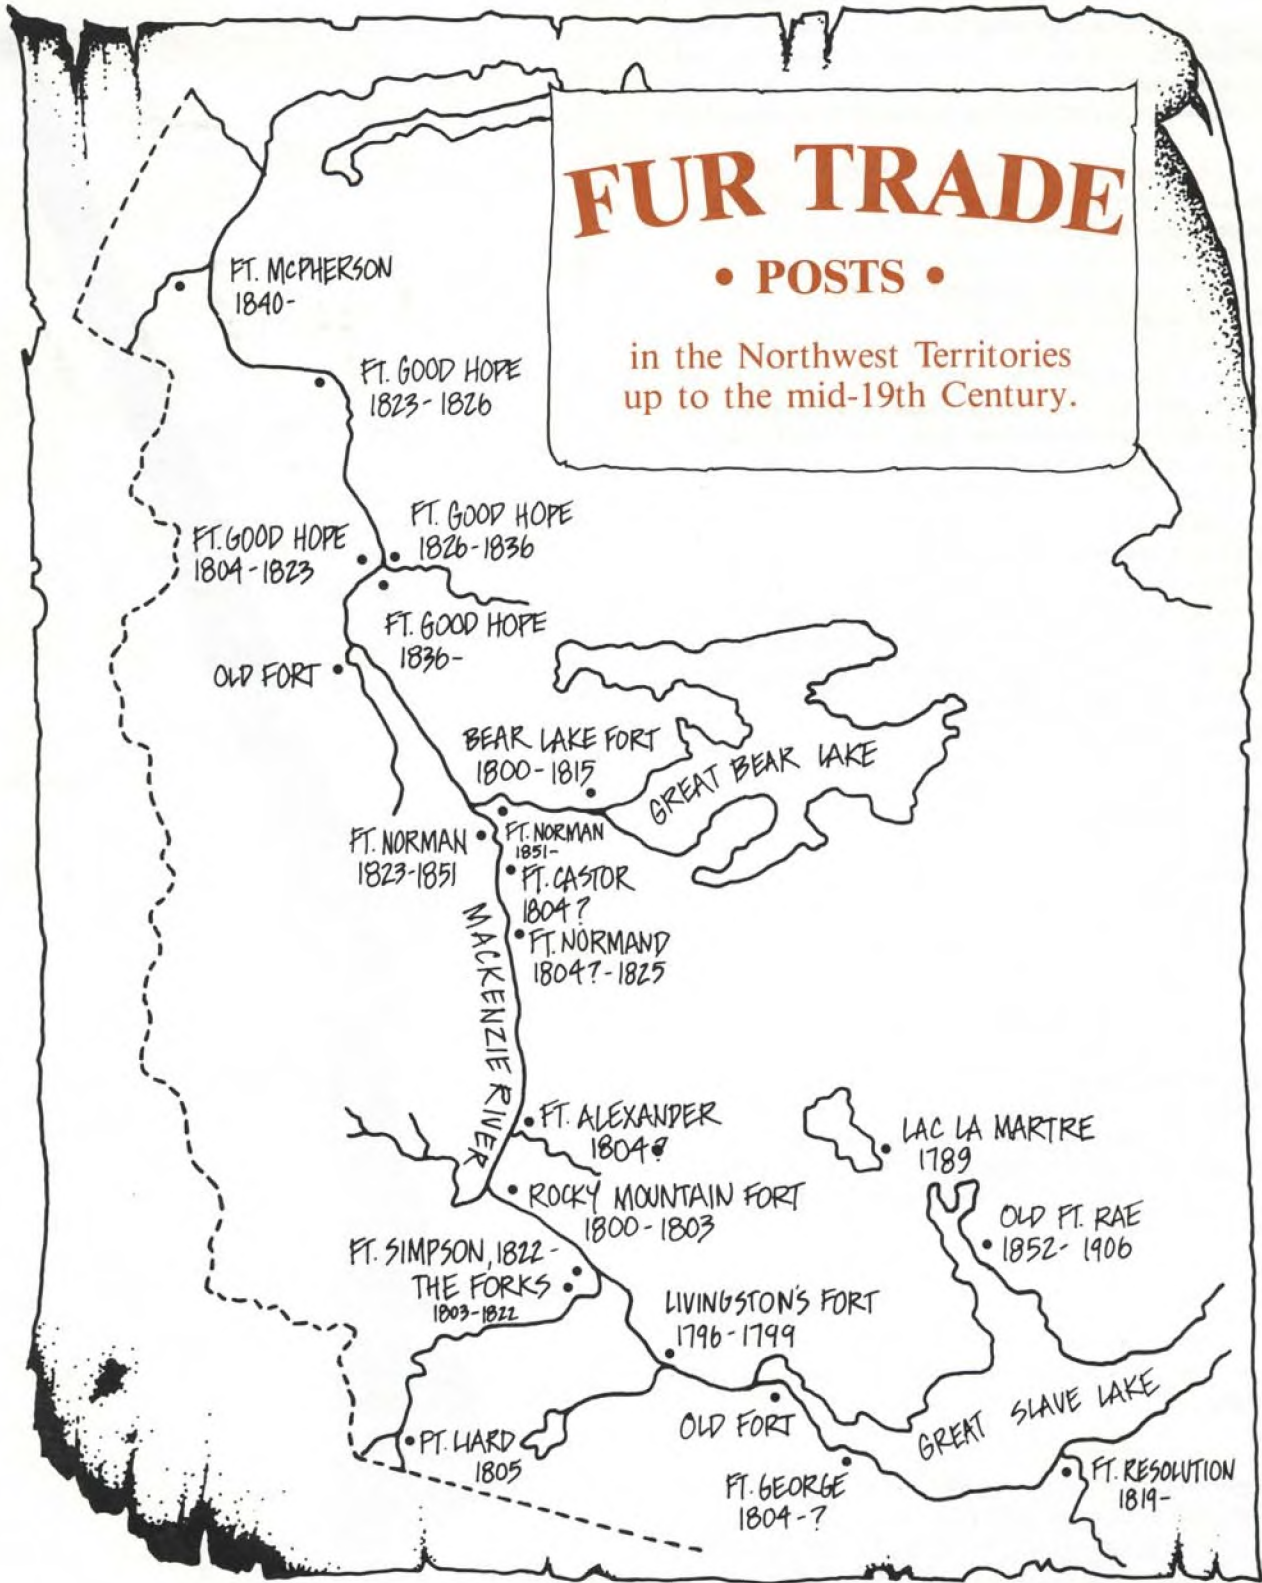 FUR TRADE
• POSTS •
in the Northwest Territories
up to the mid-19th Century.
FT. MCPHERSON
1840-
FT. GOOD HOPE
1823-1826
FT. GOOD HOPE
1826-1836
FT. GOOD HOPE
1804-1823
FT. GOOD HOPE
1836-
OLD FORT
BEAR LAKE FORT
1800-1815
GREAT BEAR LAKE
FT. NORMAN
1823-1851
FT. NORMAN
1851-
FT. CASTOR
1804?
FT. NORMAND
1804?-1825
MACKENZIE RIVER
FT. ALEXANDER
1804?
LAC LA MARTRE
1789
ROCKY MOUNTAIN FORT
1800-1803
OLD FT. RAE
1852-1906
FT. SIMPSON, 1822-
THE FORKS
1803-1822
LIVINGSTON'S FORT
1796-1799
GREAT SLAVE LAKE
OLD FORT
FT. LIARD
1805
FT. GEORGE
1804-?
FT. RESOLUTION
1819-